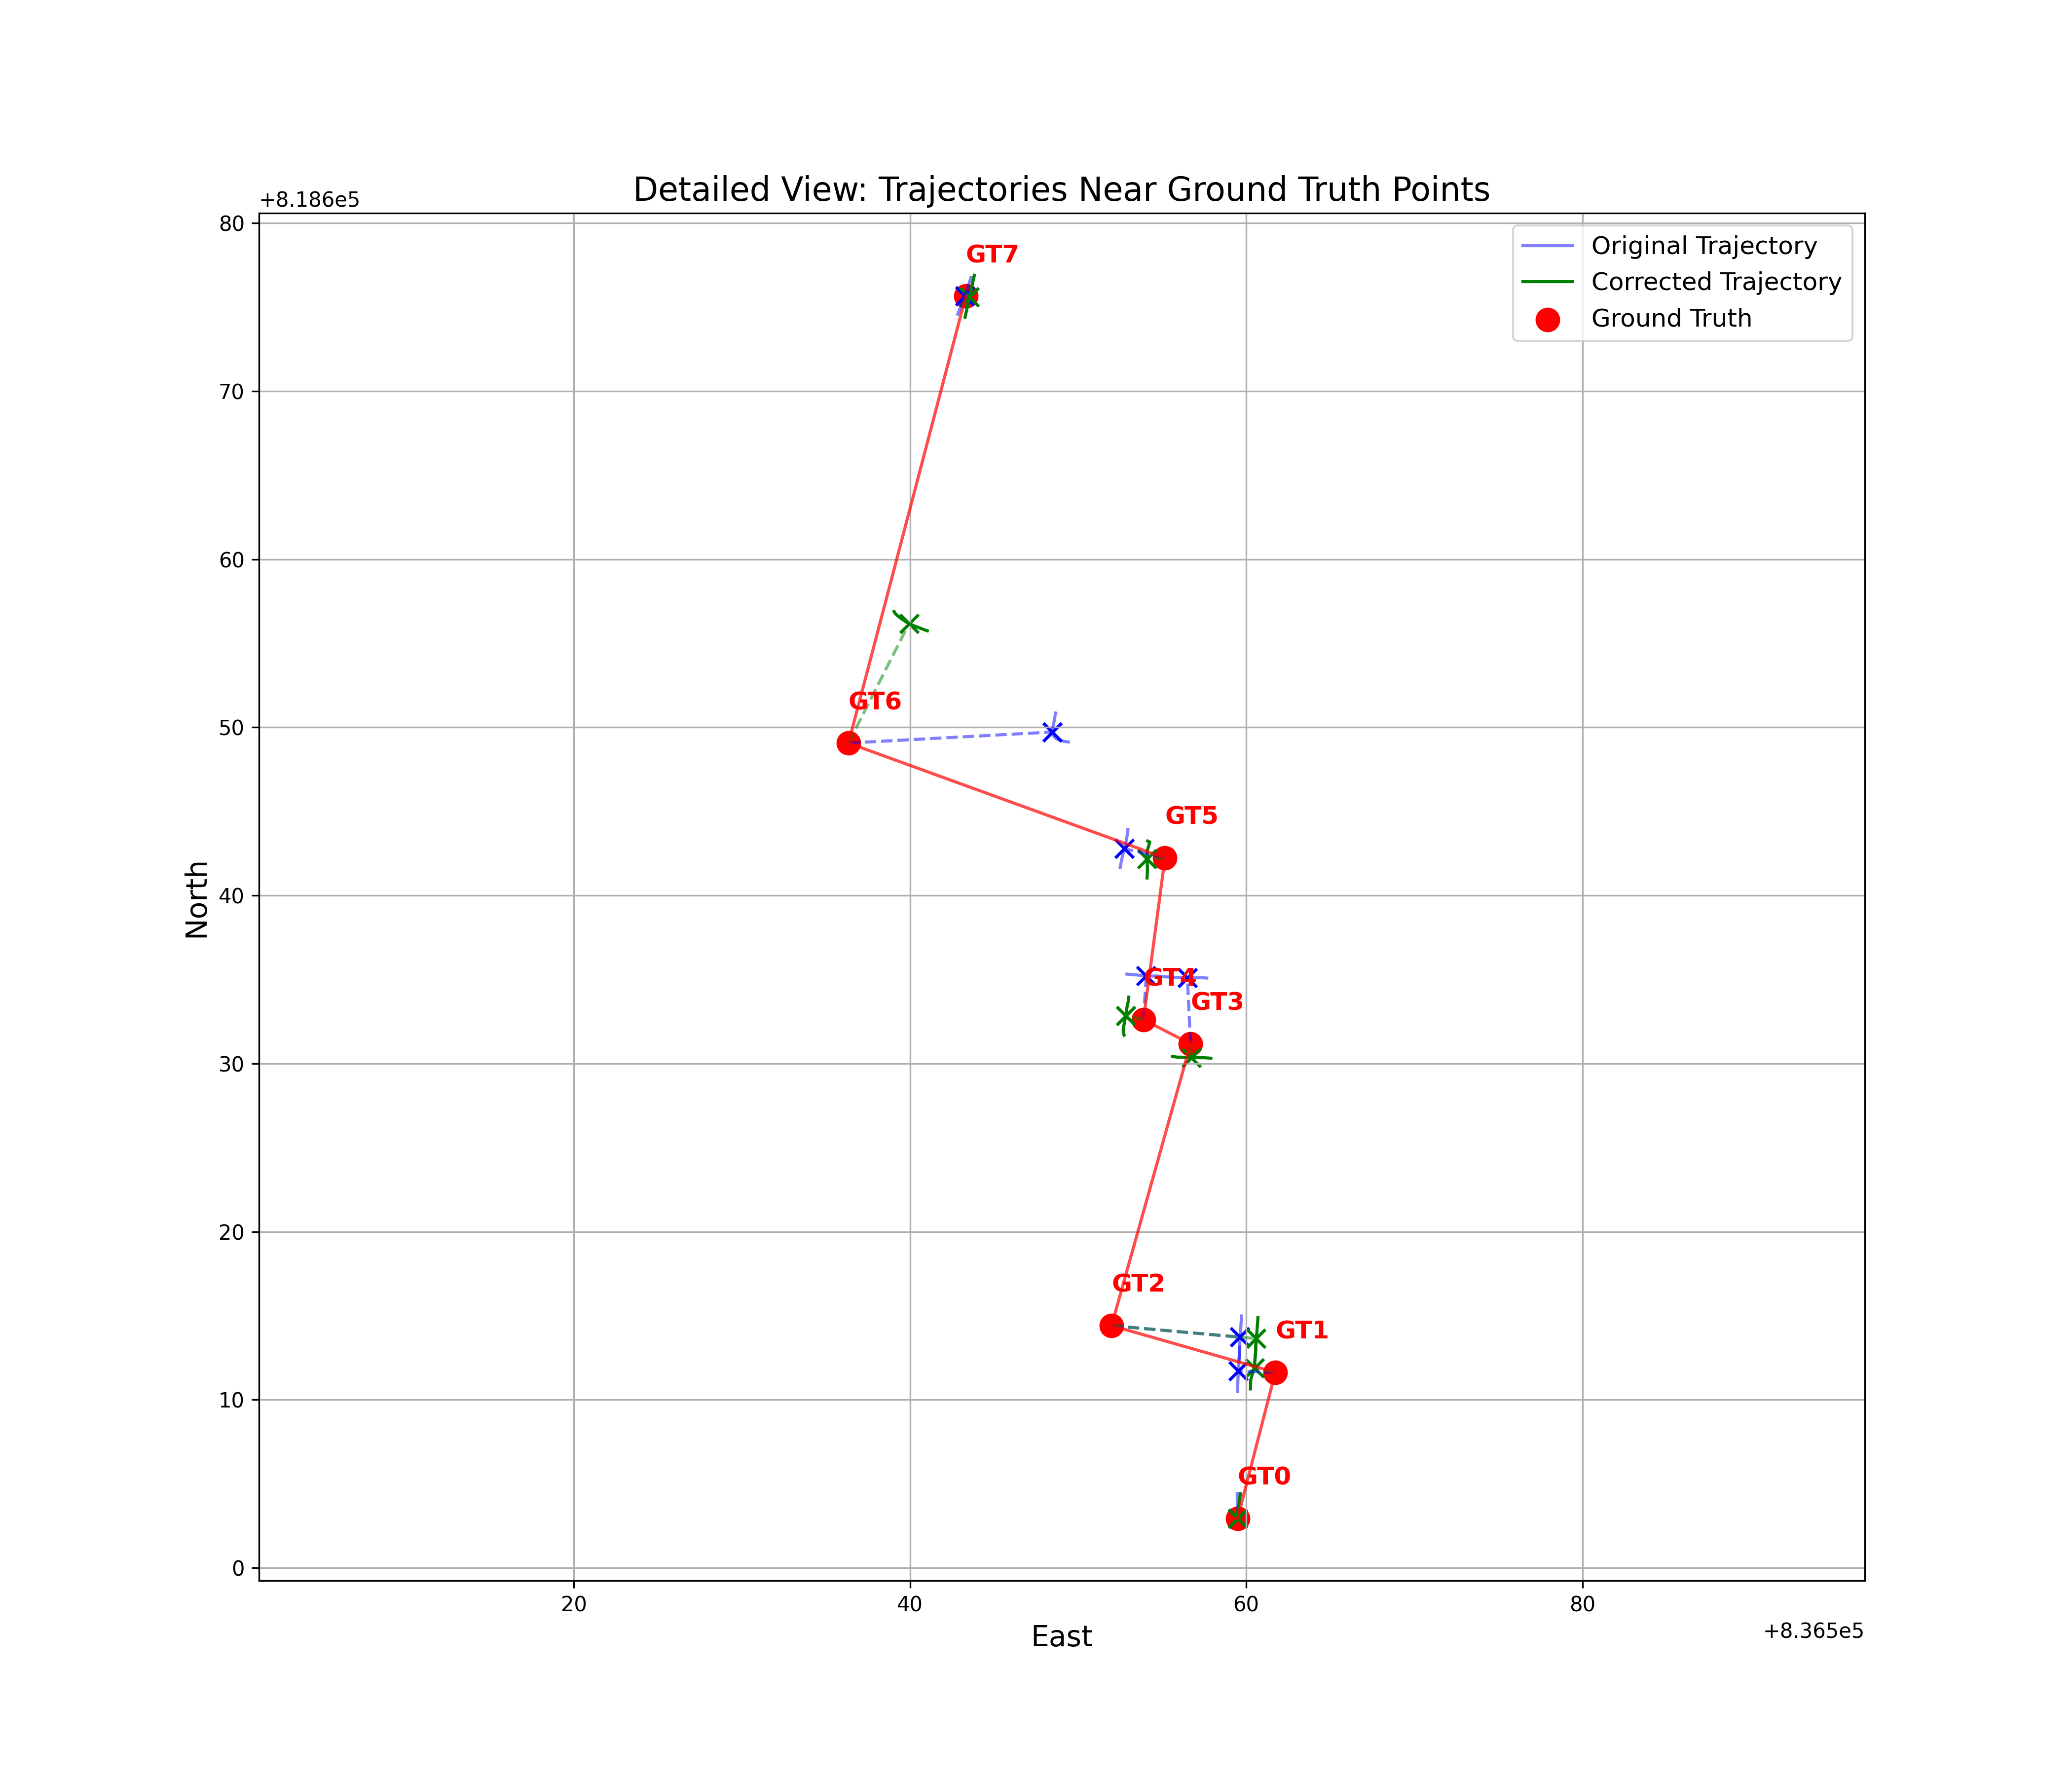 Detailed View: Trajectories Near Ground Truth Points
+8.186e5
80
70
60
50
40
30
20
10
0
North
GT7
GT6
GT5
GT4
GT3
GT2
GT1
GT0
Original Trajectory
Corrected Trajectory
Ground Truth
20
40
60
80
+8.365e5
East